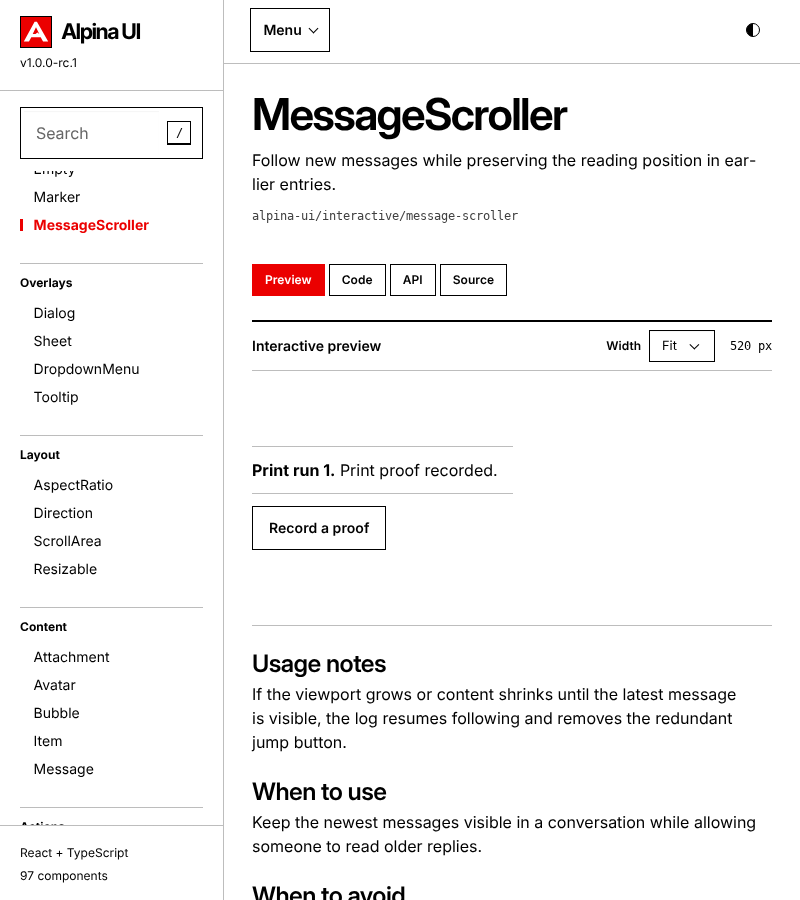 Alpina UI
v1.0.0-rc.1
Search
/
Empty
Marker
MessageScroller
Overlays
Dialog
Sheet
DropdownMenu
Tooltip
Layout
AspectRatio
Direction
ScrollArea
Resizable
Content
Attachment
Avatar
Bubble
Item
Message
Actions
React + TypeScript
97 components
Menu
MessageScroller
Follow new messages while preserving the reading position in ear-
lier entries.
alpina-ui/interactive/message-scroller
Preview
Code
API
Source
Interactive preview
Width
Fit
520 px
Print run 1. Print proof recorded.
Record a proof
Usage notes
If the viewport grows or content shrinks until the latest message
is visible, the log resumes following and removes the redundant
jump button.
When to use
Keep the newest messages visible in a conversation while allowing
someone to read older replies.
When to avoid